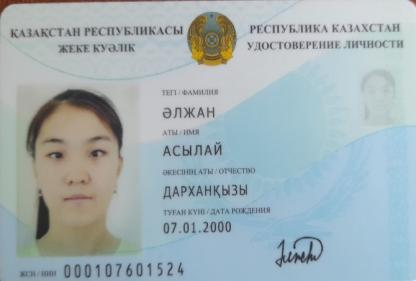 ҚАЗАҚСТАН РЕСПУБЛИКАСЫ
ЖЕКЕ КУӘЛІК
РЕСПУБЛИКА КАЗАХСТАН
УДОСТОВЕРЕНИЕ ЛИЧНОСТИ
ТЕГІ / ФАМИЛИЯ
ӘЛЖАН
АТЫ / ИМЯ
АСЫЛАЙ
ӘКЕСІНІҢ АТЫ / ОТЧЕСТВО
ДАРХАНҚЫЗЫ
ТУҒАН КҮНІ / ДАТА РОЖДЕНИЯ
07.01.2000
ЖСН / ИИН 000107601524